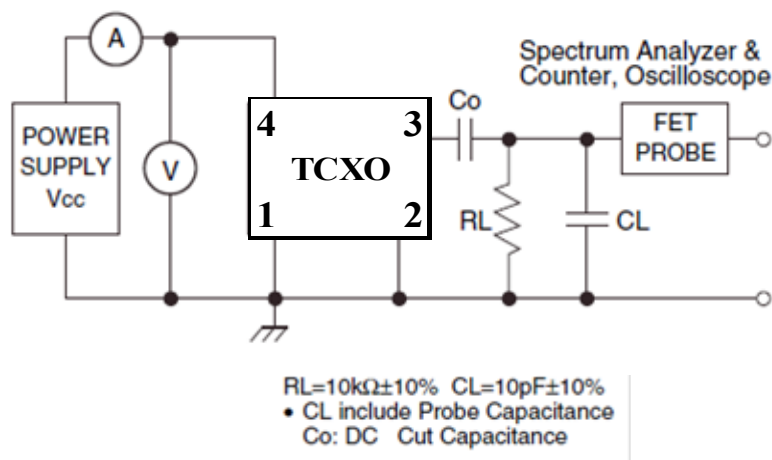 A
Spectrum Analyzer &
Counter, Oscilloscope
POWER
SUPPLY
Vcc
V
4
3
TCXO
1
2
Co
FET
PROBE
RL
CL
RL=10kΩ±10% CL=10pF±10%
• CL include Probe Capacitance
Co: DC Cut Capacitance